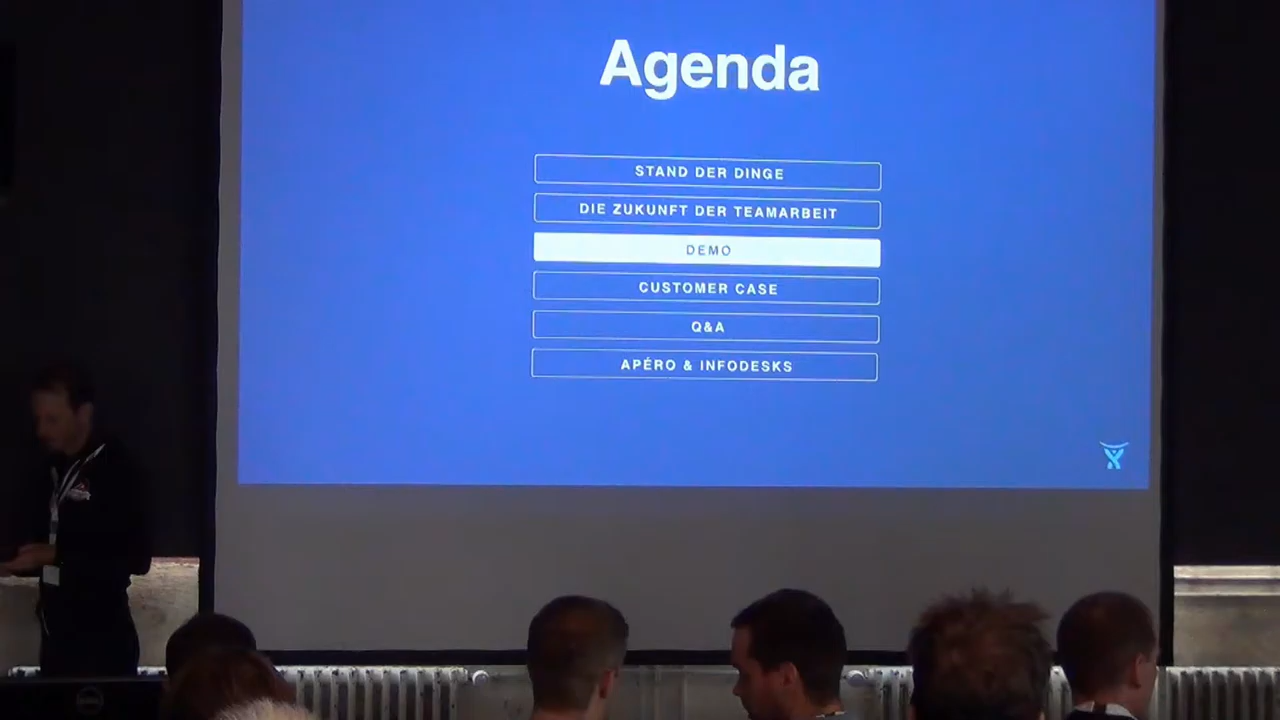 Agenda
STAND DER DINGE
DIE ZUKUNFT DER TEAMARBEIT
DEMO
CUSTOMER CASE
Q&A
APÉRO & INFODESKS